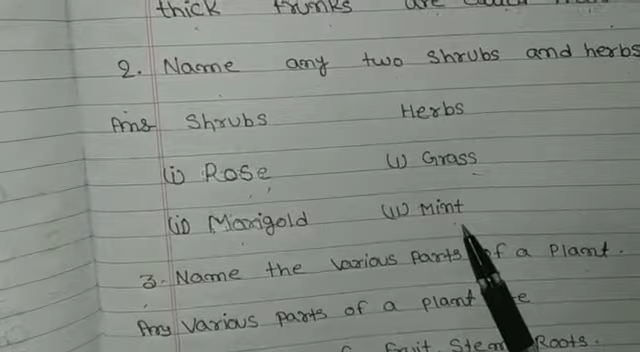 thick trunks are called
2. Name any two shrubs and herbs
Ans Shrubs Herbs
(i) Rose (i) Grass
(ii) Marigold (ii) Mint
3. Name the various parts of a plant.
Ans Various parts of a plant
Fruit, Stem, Roots.